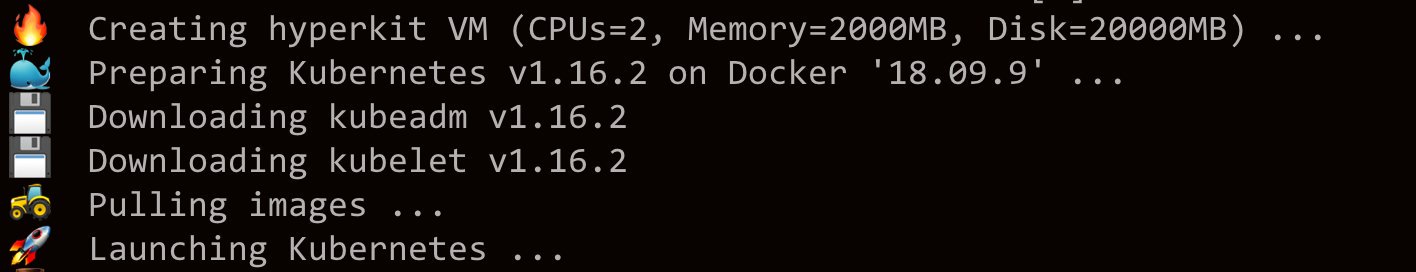 🔥 Creating hyperkit VM (CPUs=2, Memory=2000MB, Disk=20000MB) ...
🐳 Preparing Kubernetes v1.16.2 on Docker '18.09.9' ...
💾 Downloading kubeadm v1.16.2
💾 Downloading kubelet v1.16.2
🚜 Pulling images ...
🚀 Launching Kubernetes ...